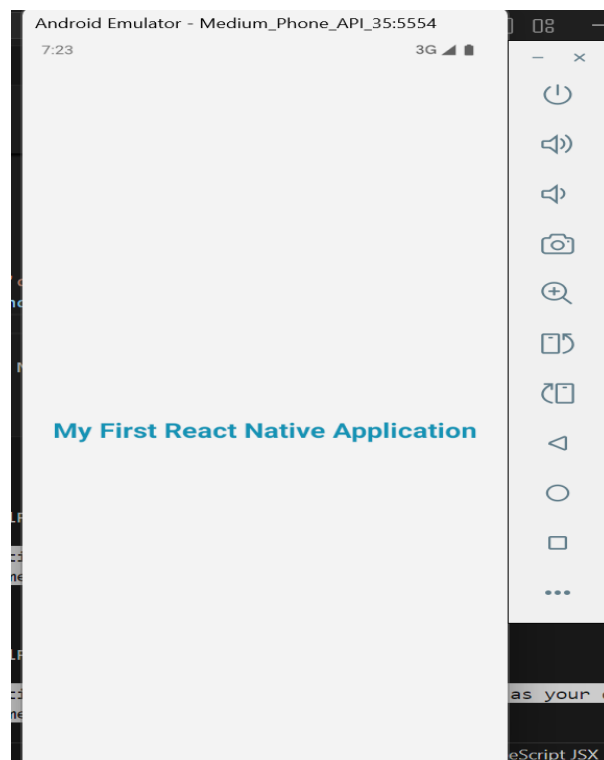 Android Emulator - Medium_Phone_API_35:5554
7:23
3G
My First React Native Application
as your
eScript JSX